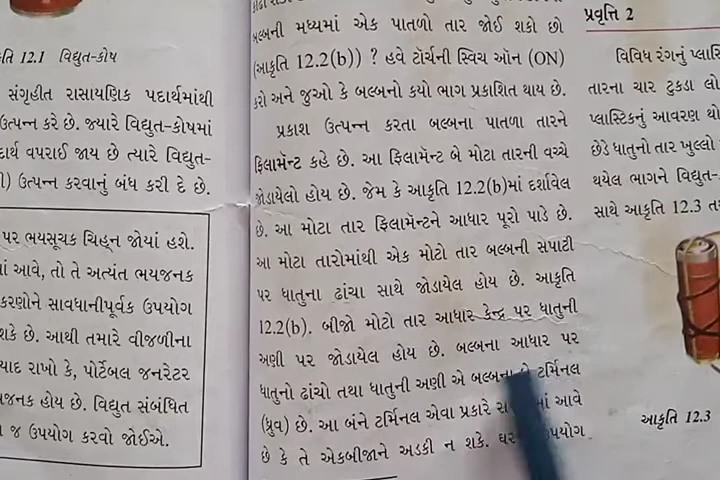 તિ 12.1 વિદ્યુત-કોષ
સંગૃહીત રાસાયણિક પદાર્થમાંથી
ઉત્પન્ન કરે છે. જ્યારે વિદ્યુત-કોષમાં
દાર્થ વપરાઈ જાય છે ત્યારે વિદ્યુત-
ઉત્પન્ન કરવાનું બંધ કરી દે છે.
પર ભયસૂચક ચિહ્ન જોયાં હશે.
આવે, તો તે અત્યંત ભયજનક
કરણોને સાવધાનીપૂર્વક ઉપયોગ
શકે છે. આથી તમારે વીજળીના
યાદ રાખો કે, પોર્ટેબલ જનરેટર
જનક હોય છે. વિદ્યુત સંબંધિત
જ ઉપયોગ કરવો જોઈએ.
બલ્બની મધ્યમાં એક પાતળો તાર જોઈ શકો છો
(આકૃતિ 12.2(b)) ? હવે ટૉર્ચની સ્વિચ ઑન (ON)
કરો અને જુઓ કે બલ્બનો કયો ભાગ પ્રકાશિત થાય છે.
પ્રકાશ ઉત્પન્ન કરતા બલ્બના પાતળા તારને
ફિલામેન્ટ કહે છે. આ ફિલામેન્ટ બે મોટા તારની વચ્ચે
જોડાયેલો હોય છે. જેમ કે આકૃતિ 12.2(b)માં દર્શાવેલ
છે. આ મોટા તાર ફિલામેન્ટને આધાર પૂરો પાડે છે.
આ મોટા તારોમાંથી એક મોટો તાર બલ્બની સપાટી
પર ધાતુના ઢાંચા સાથે જોડાયેલ હોય છે. આકૃતિ
12.2(b). બીજો મોટો તાર આધાર કેન્દ્ર પર ધાતુની
અણી પર જોડાયેલ હોય છે. બલ્બના આધાર પર
ધાતુનો ઢાંચો તથા ધાતુની અણી એ બલ્બના ટર્મિનલ
(ધ્રુવ) છે. આ બંને ટર્મિનલ એવા પ્રકારે આવે
છે કે તે એકબીજાને અડકી ન શકે. ઉપયોગ
પ્રવૃત્તિ 2
વિવિધ રંગનું પ્લાસ્ટિ
તારના ચાર ટુકડા લો
પ્લાસ્ટિકનું આવરણ થો
છેડે ધાતુનો તાર ખુલ્લો
થયેલ ભાગને વિદ્યુત-
સાથે આકૃતિ 12.3
આકૃતિ 12.3